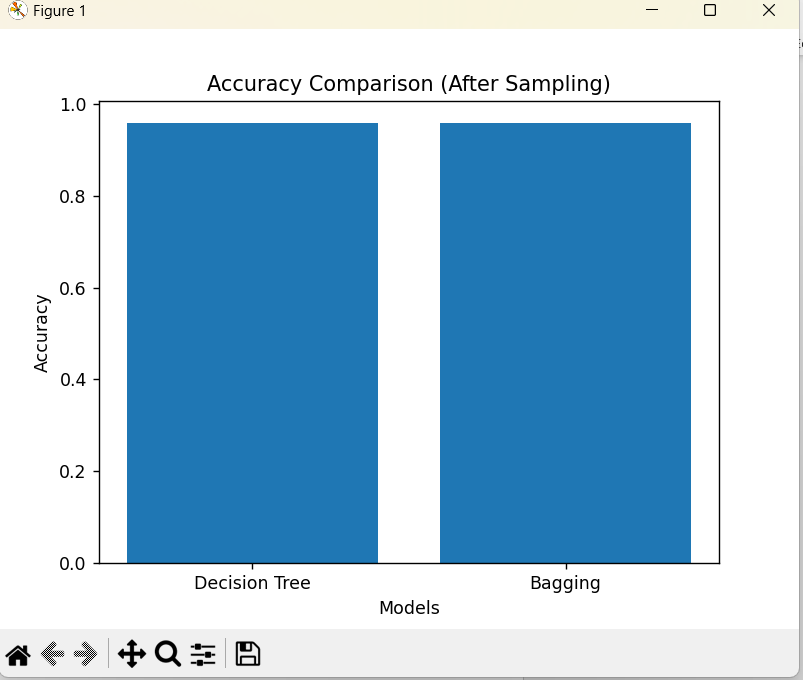 Figure 1
Accuracy Comparison (After Sampling)
1.0
0.8
0.6
0.4
0.2
0.0
Accuracy
Decision Tree
Bagging
Models